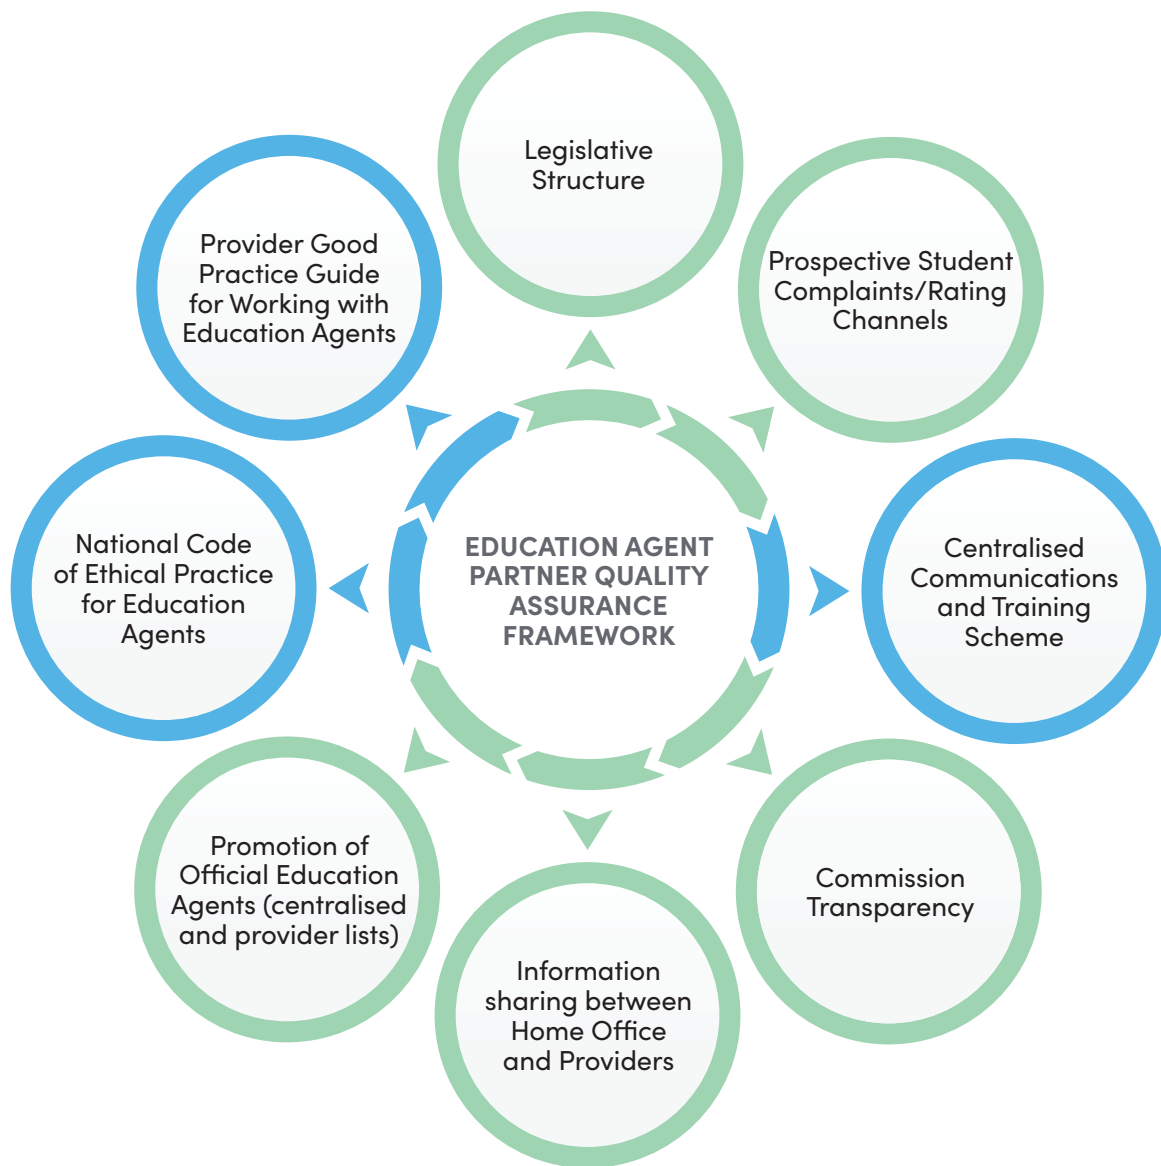 Legislative
Structure
Prospective Student
Complaints/Rating
Channels
Centralised
Communications
and Training
Scheme
Commission
Transparency
Information
sharing between
Home Office
and Providers
Promotion of
Official Education
Agents (centralised
and provider lists)
National Code
of Ethical Practice
for Education
Agents
Provider Good
Practice Guide
for Working with
Education Agents
EDUCATION AGENT
PARTNER QUALITY
ASSURANCE
FRAMEWORK